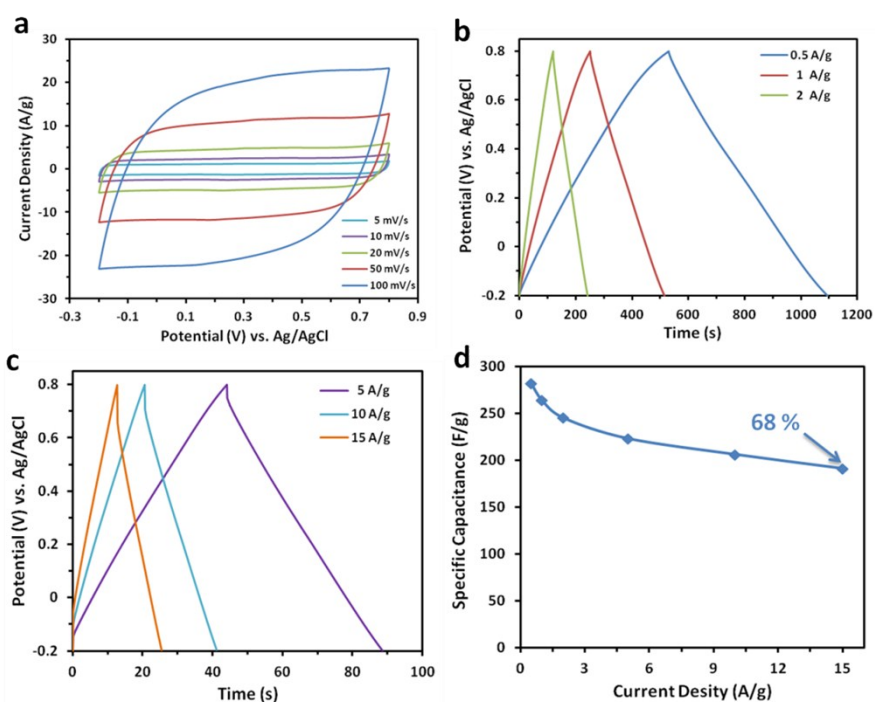 a
Current Density (A/g)
30
20
10
0
-10
-20
-30
-0.3
-0.1
0.1
0.3
0.5
0.7
0.9
Potential (V) vs. Ag/AgCl
5 mV/s
10 mV/s
20 mV/s
50 mV/s
100 mV/s
b
Potential (V) vs. Ag/AgCl
0.8
0.6
0.4
0.2
0
-0.2
0
200
400
600
800
1000
1200
Time (s)
0.5 A/g
1 A/g
2 A/g
c
Potential (V) vs. Ag/AgCl
0.8
0.6
0.4
0.2
0
-0.2
0
20
40
60
80
100
Time (s)
5 A/g
10 A/g
15 A/g
d
Specific Capacitance (F/g)
300
250
200
150
100
50
0
0
3
6
9
12
15
Current Desity (A/g)
68 %